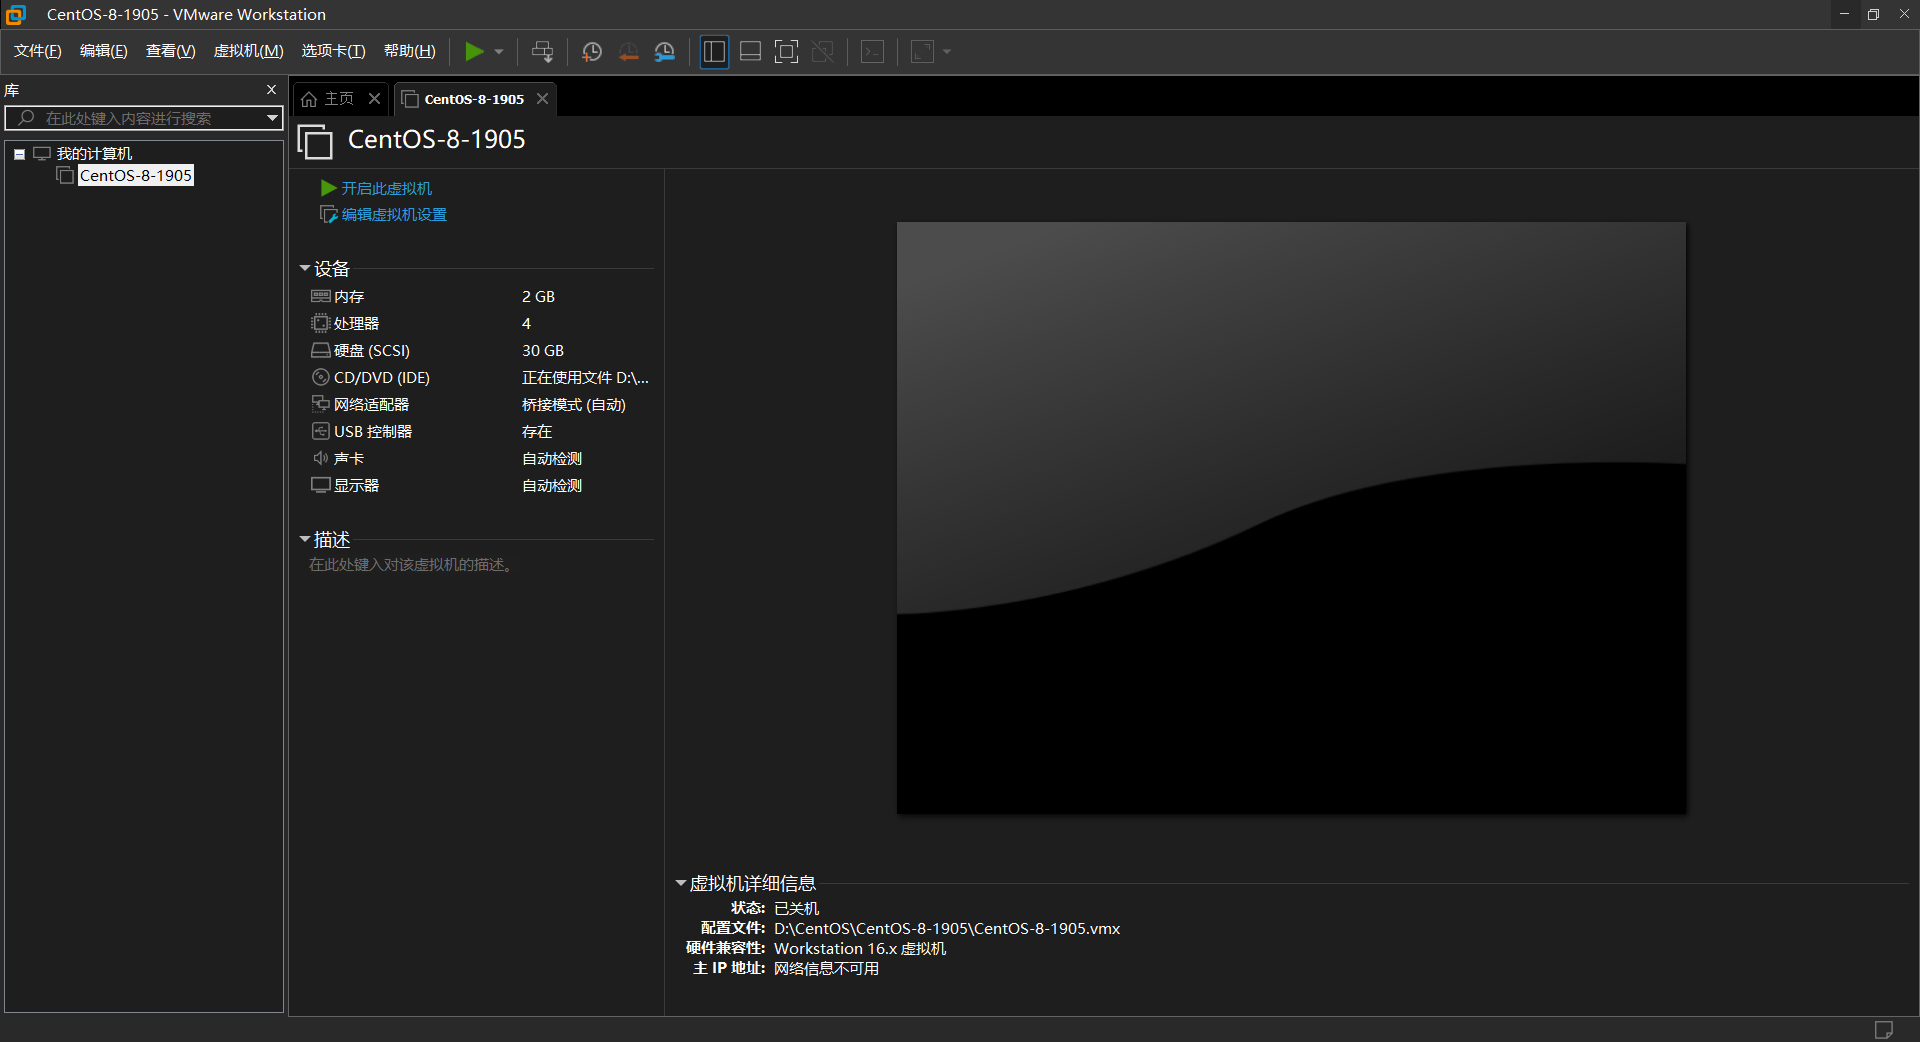 CentOS-8-1905 - VMware Workstation
文件(F) 编辑(E) 查看(V) 虚拟机(M) 选项卡(T) 帮助(H)
库
在此处键入内容进行搜索
我的计算机
CentOS-8-1905
主页
CentOS-8-1905
CentOS-8-1905
开启此虚拟机
编辑虚拟机设置
设备
内存 2 GB
处理器 4
硬盘 (SCSI) 30 GB
CD/DVD (IDE) 正在使用文件 D:\...
网络适配器 桥接模式 (自动)
USB 控制器 存在
声卡 自动检测
显示器 自动检测
描述
在此处键入对该虚拟机的描述。
虚拟机详细信息
状态: 已关机
配置文件: D:\CentOS\CentOS-8-1905\CentOS-8-1905.vmx
硬件兼容性: Workstation 16.x 虚拟机
主 IP 地址: 网络信息不可用